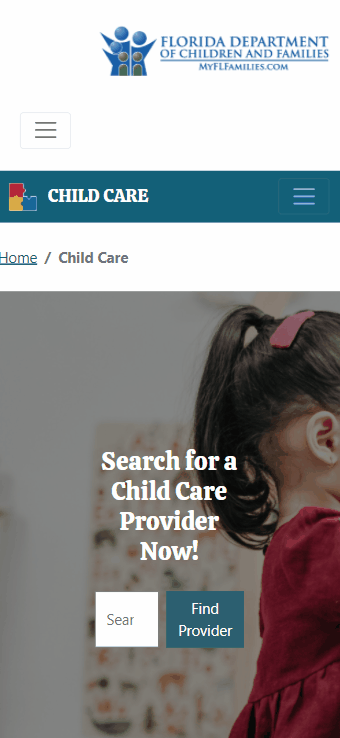 FLORIDA DEPARTMENT
OF CHILDREN AND FAMILIES
MYFLFAMILIES.COM
CHILD CARE
Home / Child Care
Search for a
Child Care
Provider
Now!
Sear
Find
Provider